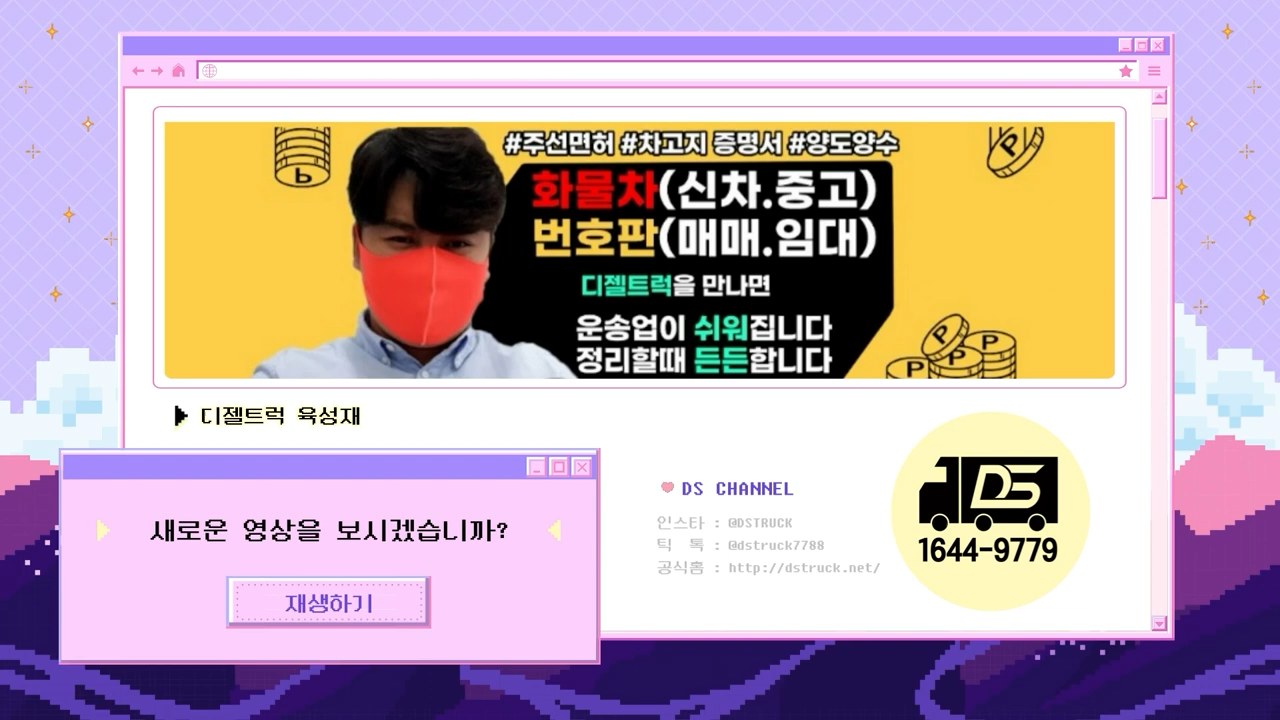 #주선면허 #차고지 증명서 #양도양수
화물차(신차.중고)
번호판(매매.임대)
디젤트럭을 만나면
운송업이 쉬워집니다
정리할때 든든합니다
P
P
P
P
P
디젤트럭 육성재
새로운 영상을 보시겠습니까?
재생하기
DS CHANNEL
인스타 : @DSTRUCK
틱 톡 : @dstruck7788
공식홈 : http://dstruck.net/
DS
1644-9779